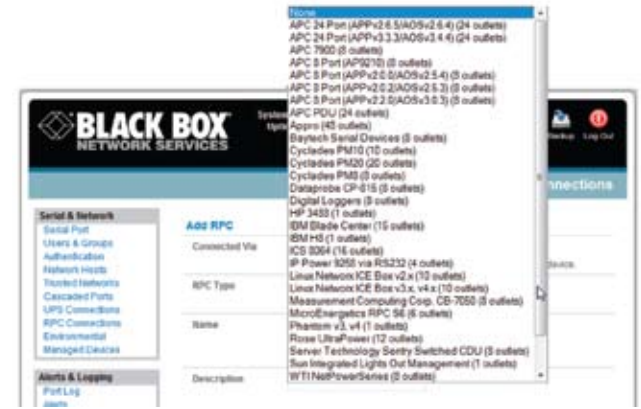 None
APC 24 Port (APPv2.6.5/AOSv2.6.4) (24 outlets)
APC 24 Port (APPv3.3.3/AOSv3.4.4) (24 outlets)
APC 7900 (8 outlets)
APC 8 Port (AP9210) (8 outlets)
APC 8 Port (APPv2.0.0/AOSv2.5.4) (8 outlets)
APC 8 Port (APPv2.0.2/AOSv2.6.3) (8 outlets)
APC 8 Port (APPv2.2.0/AOSv3.0.3) (8 outlets)
APC PDU (24 outlets)
Appro (48 outlets)
Baytech Serial Devices (8 outlets)
Cyclades PM10 (10 outlets)
Cyclades PM20 (20 outlets)
Cyclades PM8 (8 outlets)
Dataprobe CP-815 (8 outlets)
Digital Loggers (8 outlets)
HP 3488 (1 outlets)
IBM Blade Center (15 outlets)
IBM H8 (1 outlets)
ICS 8064 (16 outlets)
IP Power 9258 via RS232 (4 outlets)
Linux Network ICE Box v2.x (10 outlets)
Linux Network ICE Box v3.x, v4.x (10 outlets)
Measurement Computing Corp. CB-7050 (8 outlets)
MicroEnergetics RPC S6 (6 outlets)
Phantom v3, v4 (1 outlets)
Rose UltraPower (12 outlets)
Server Technology Sentry Switched CDU (8 outlets)
Sun Integrated Lights Out Management (1 outlets)
WTI NetPowerSeries (8 outlets)
BLACK BOX
NETWORK SERVICES
System
Backup
Log Out
nnections
Serial & Network
Serial Port
Users & Groups
Authentication
Network Hosts
Trusted Networks
Cascaded Ports
UPS Connections
RPC Connections
Environmental
Managed Devices
Alerts & Logging
Port Log
Alerts
Add RPC
Connected Via
device.
RPC Type
Name
Description